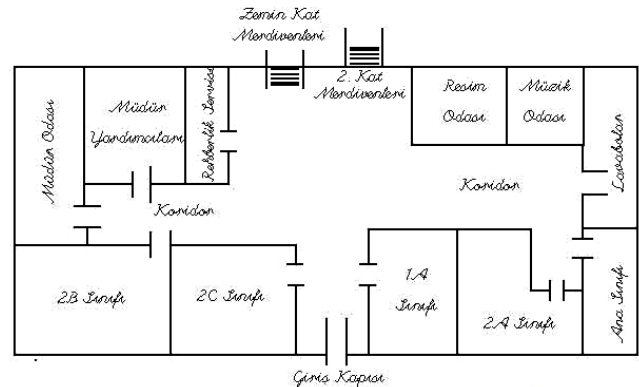 Zemin Kat
Merdivenleri
2. Kat
Merdivenleri
Müdür Odası
Müdür
Yardımcıları
Rehberlik Servisi
Resim
Odası
Müzik
Odası
Lavabolar
Koridor
Koridor
2B Sınıfı
2C Sınıfı
1A
Sınıfı
2A Sınıfı
Ana Sınıfı
Giriş Kapısı